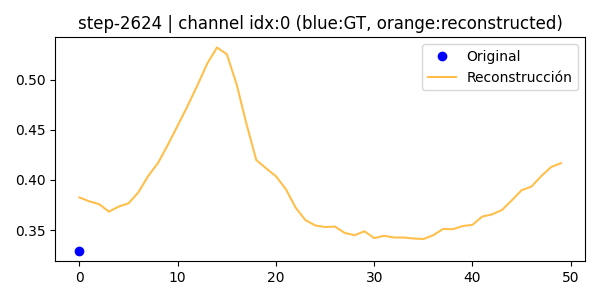 step-2624 | channel idx:0 (blue:GT, orange:reconstructed)
Original
Reconstrucción
0.50
0.45
0.40
0.35
0 10 20 30 40 50